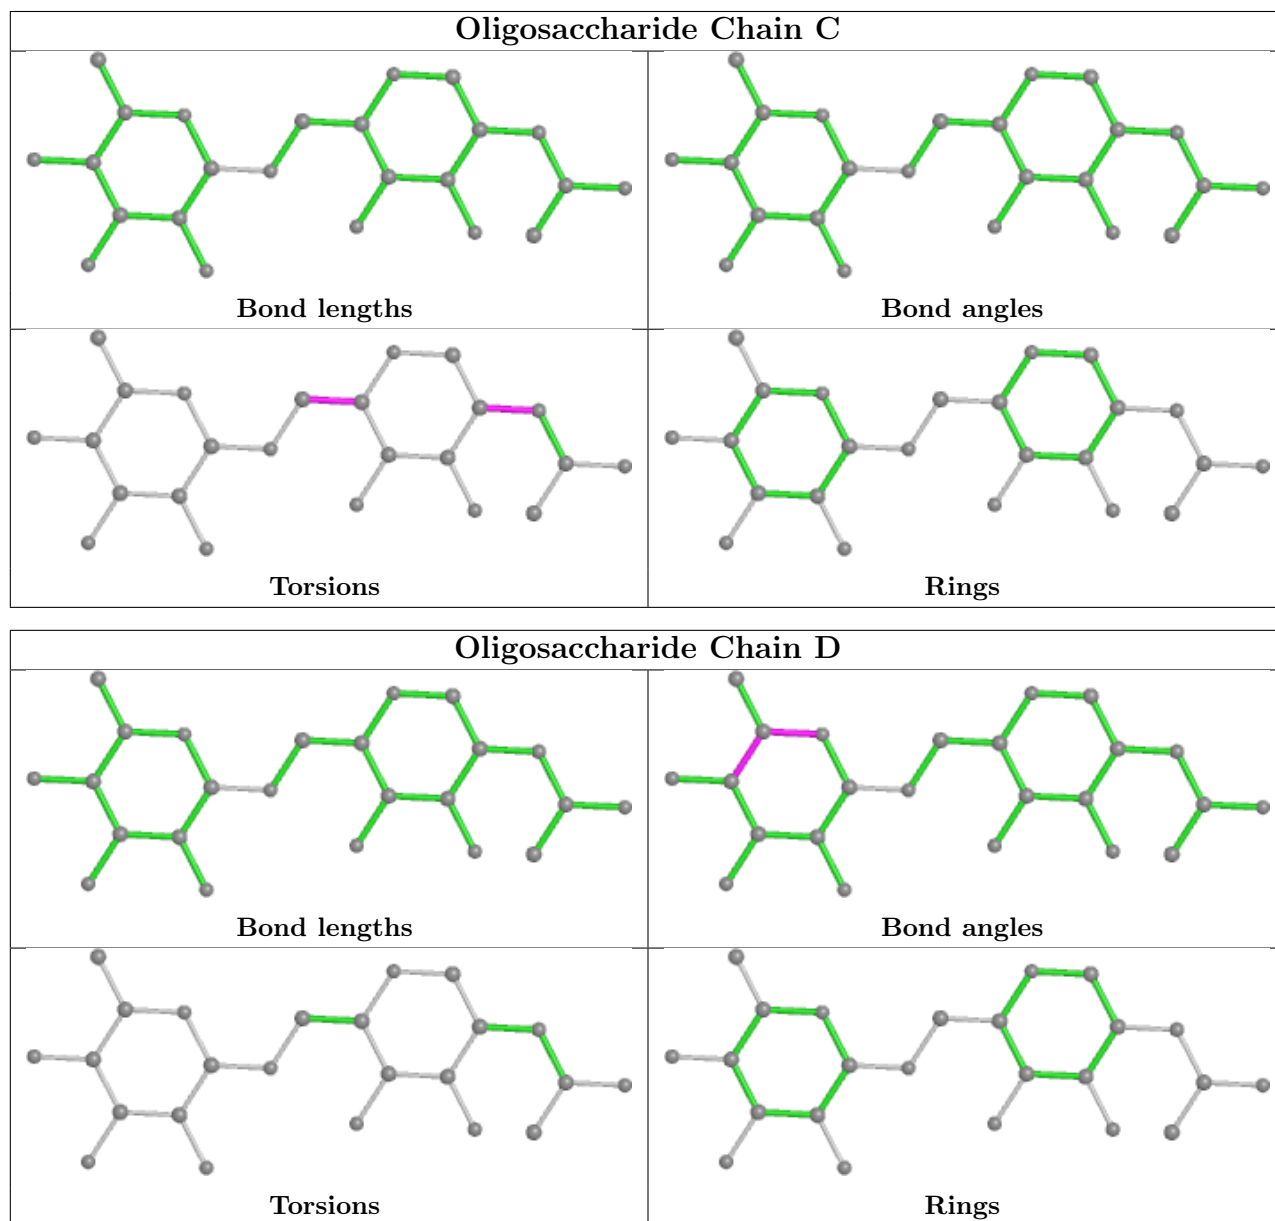 Oligosaccharide Chain C
Bond lengths
Bond angles
Torsions
Rings
Oligosaccharide Chain D
Bond lengths
Bond angles
Torsions
Rings